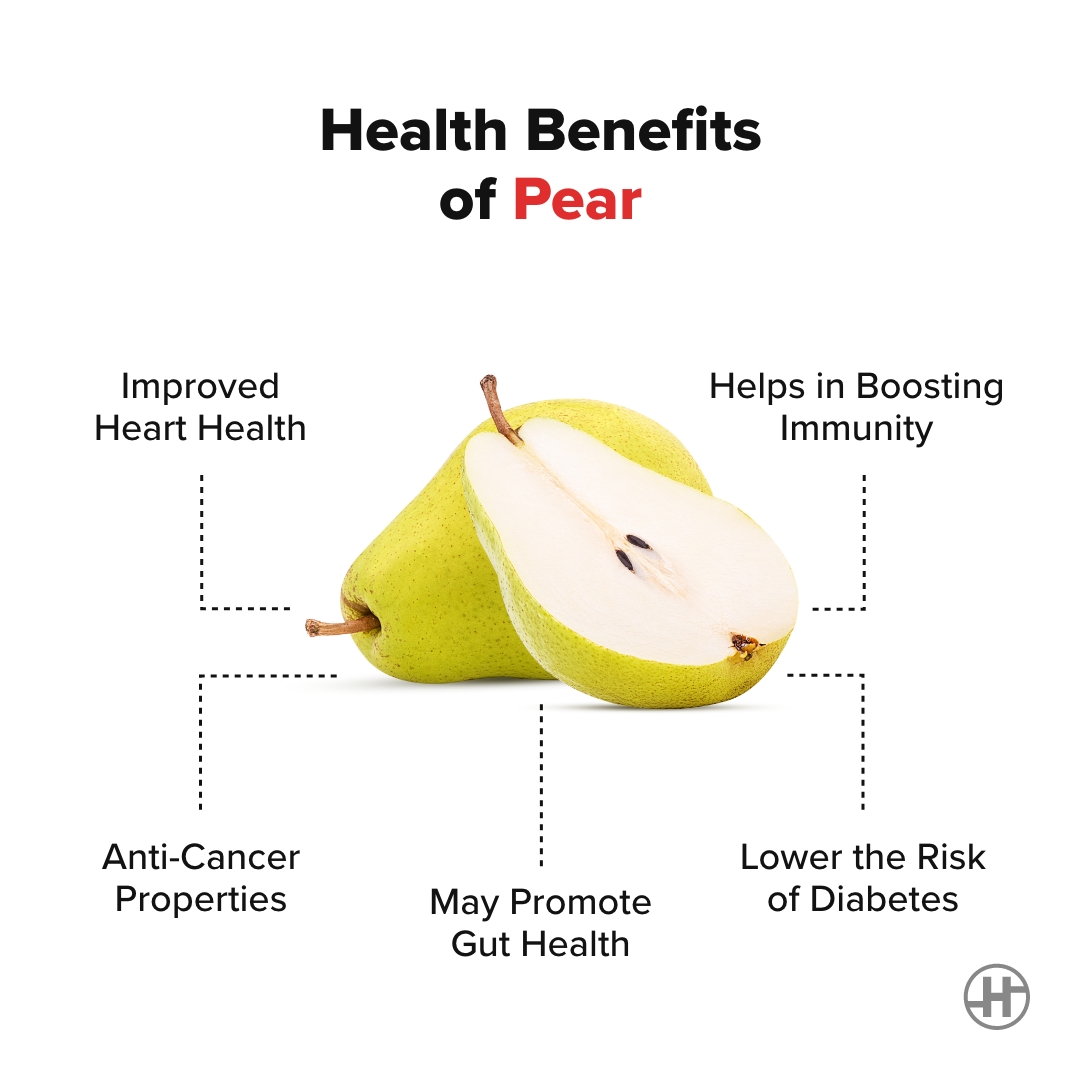 Health Benefits
of Pear
Improved
Heart Health
Helps in Boosting
Immunity
Anti-Cancer
Properties
May Promote
Gut Health
Lower the Risk
of Diabetes
H